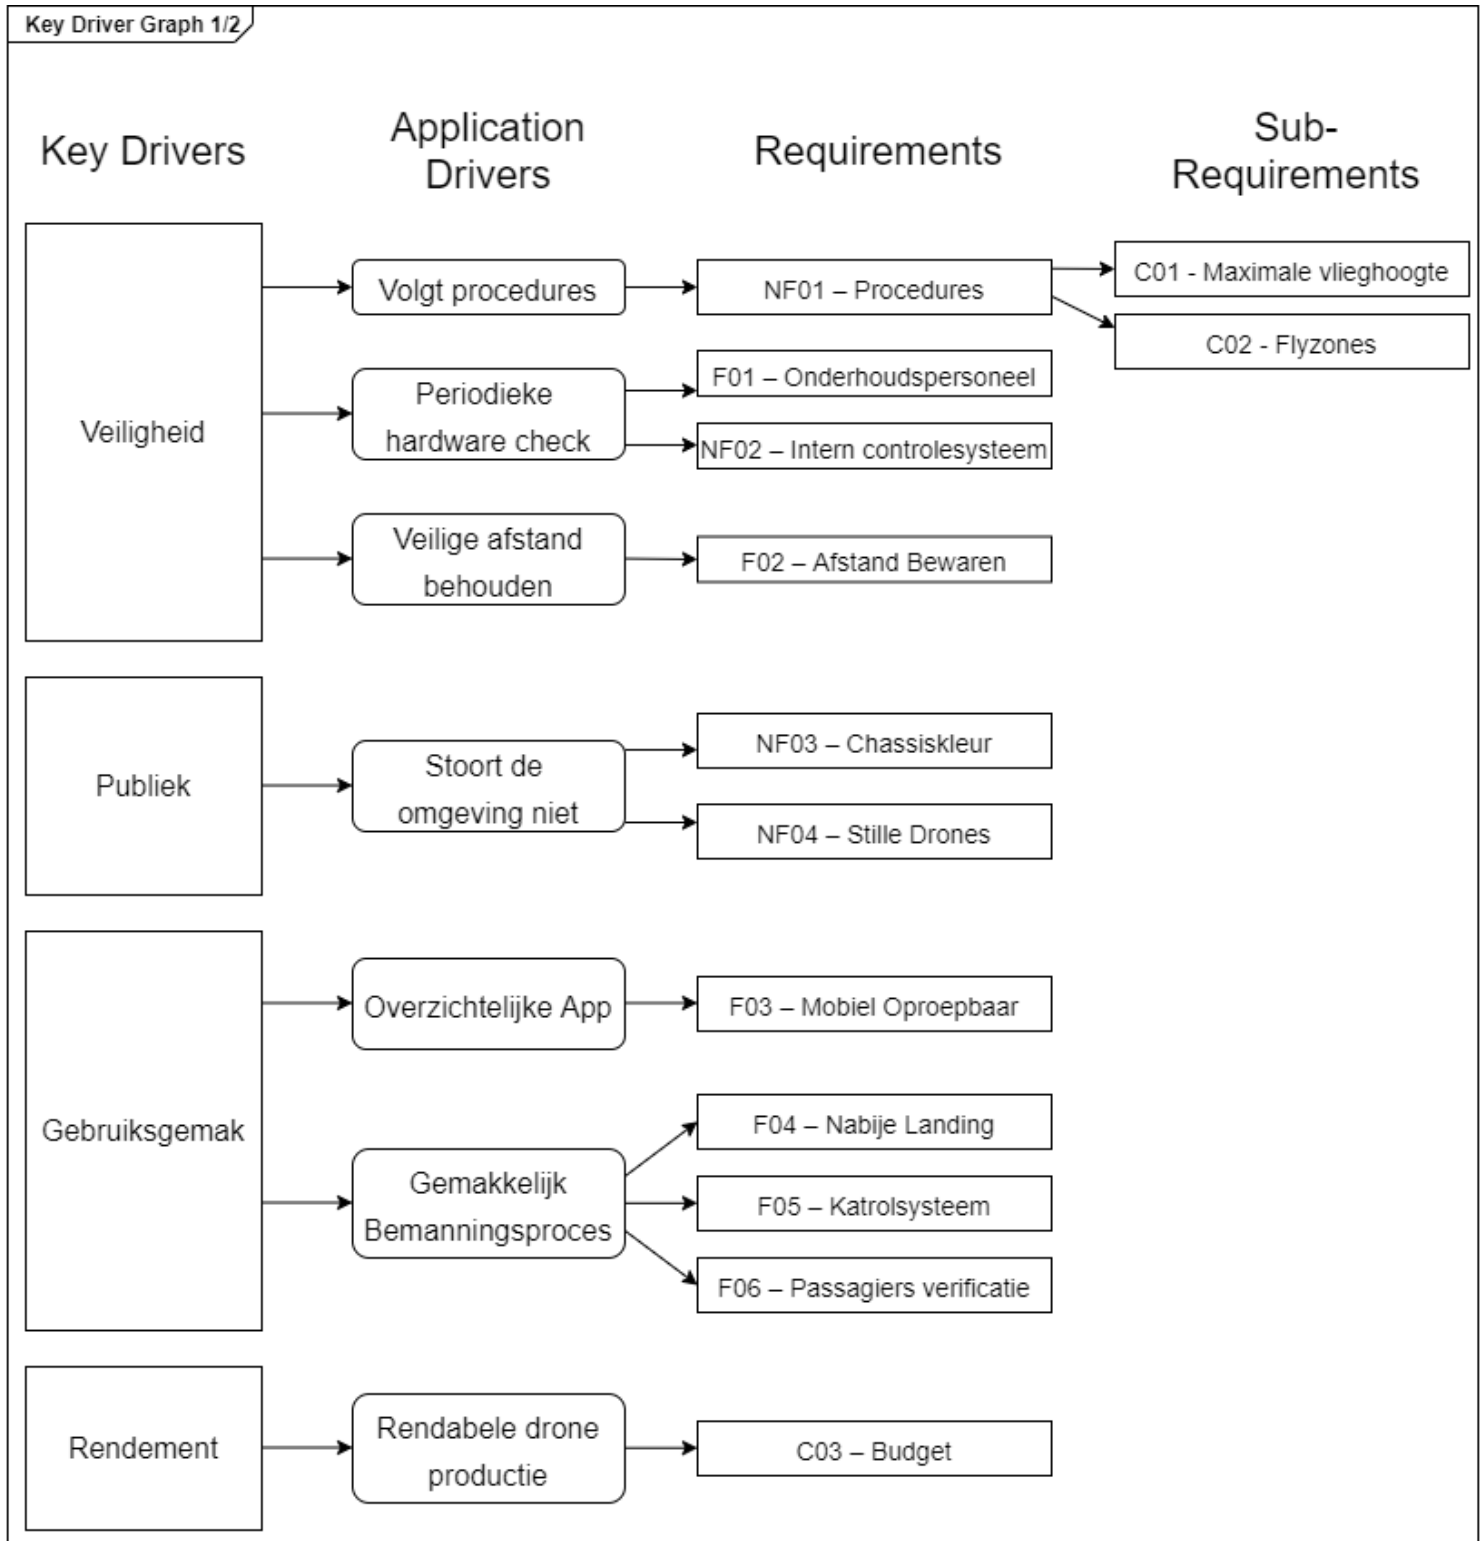 Key Driver Graph 1/2
Key Drivers
Application
Drivers
Requirements
Sub-
Requirements
Veiligheid
Volgt procedures
NF01 – Procedures
C01 - Maximale vlieghoogte
C02 - Flyzones
Periodieke
hardware check
F01 – Onderhoudspersoneel
NF02 – Intern controlesysteem
Veilige afstand
behouden
F02 – Afstand Bewaren
Publiek
Stoort de
omgeving niet
NF03 – Chassiskleur
NF04 – Stille Drones
Gebruiksgemak
Overzichtelijke App
F03 – Mobiel Oproepbaar
Gemakkelijk
Bemanningsproces
F04 – Nabije Landing
F05 – Katrolsysteem
F06 – Passagiers verificatie
Rendement
Rendabele drone
productie
C03 – Budget